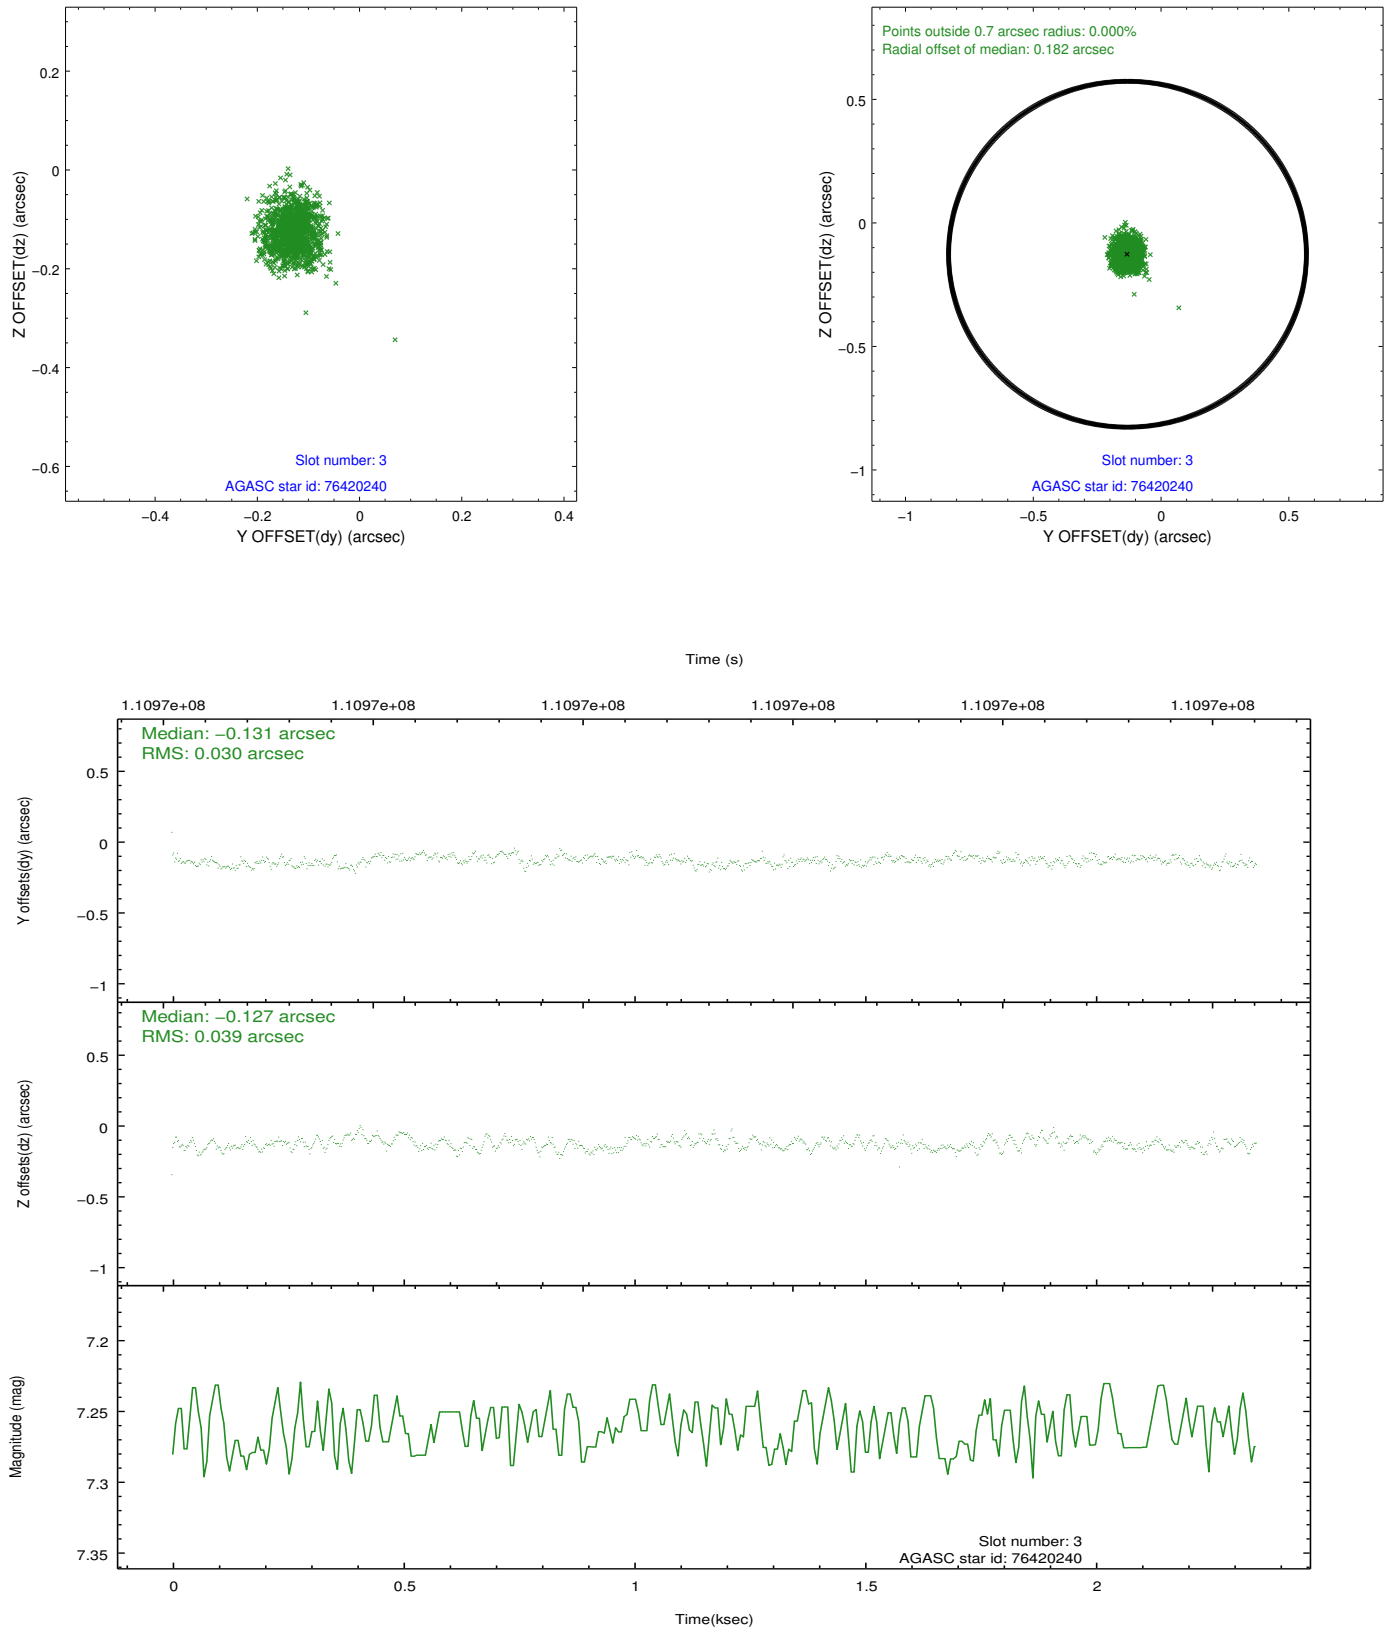 0.2
0
−0.2
−0.4
−0.6
Z OFFSET(dz) (arcsec)
Slot number: 3
AGASC star id: 76420240
−0.4
−0.2
0
0.2
0.4
Y OFFSET(dy) (arcsec)
Points outside 0.7 arcsec radius: 0.000%
Radial offset of median: 0.182 arcsec
0.5
0
−0.5
−1
Z OFFSET(dz) (arcsec)
Slot number: 3
AGASC star id: 76420240
−1
−0.5
0
0.5
Y OFFSET(dy) (arcsec)
Time (s)
1.1097e+08
1.1097e+08
1.1097e+08
1.1097e+08
1.1097e+08
1.1097e+08
Median: −0.131 arcsec
RMS: 0.030 arcsec
0.5
0
−0.5
−1
Y offsets(dy) (arcsec)
Median: −0.127 arcsec
RMS: 0.039 arcsec
0.5
0
−0.5
−1
Z offsets(dz) (arcsec)
7.2
7.25
7.3
7.35
Magnitude (mag)
Slot number: 3
AGASC star id: 76420240
0
0.5
1
1.5
2
Time(ksec)